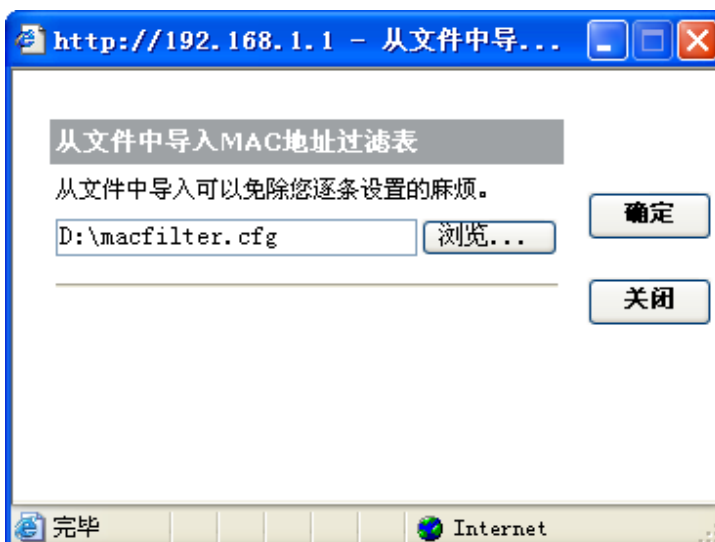 http://192.168.1.1 - 从文件中导...
从文件中导入MAC地址过滤表
从文件中导入可以免除您逐条设置的麻烦。
D:\macfilter.cfg
浏览...
确定
关闭
完毕
Internet